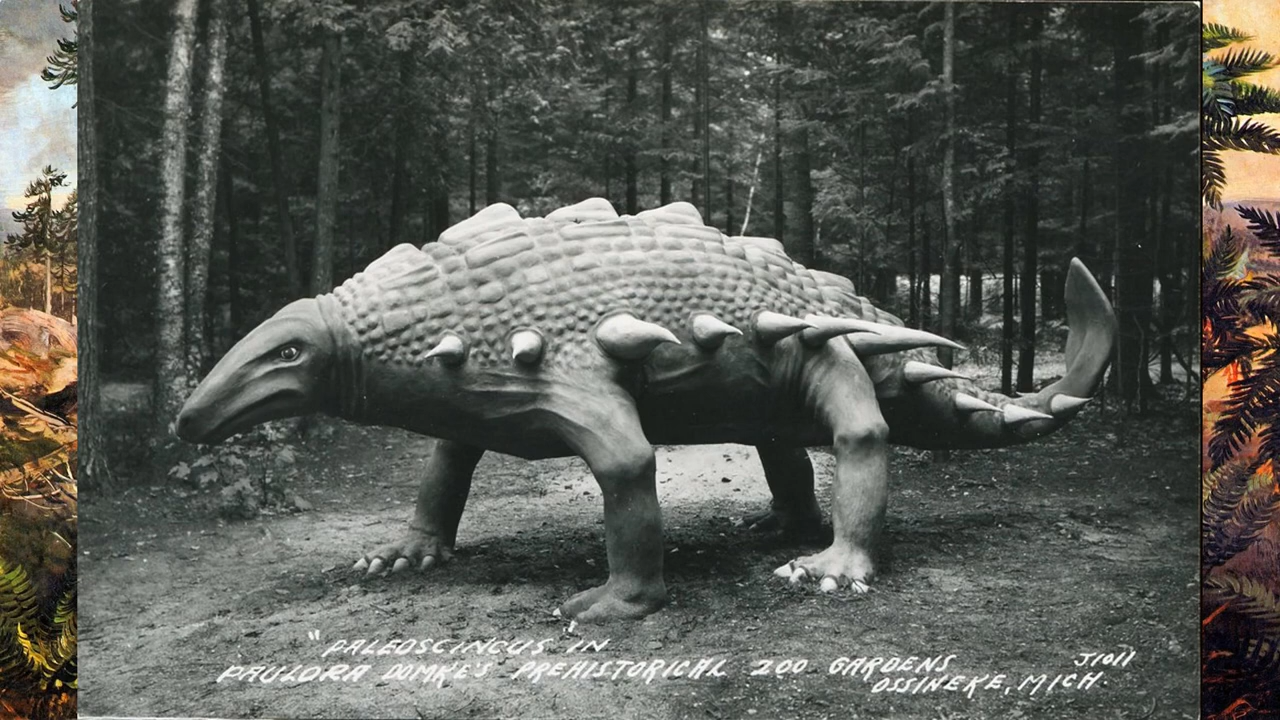 "PALEOSCINCUS IN
PAULORA DOMKE'S PREHISTORICAL ZOO GARDENS
OSSINEKE, MICH.
J1011